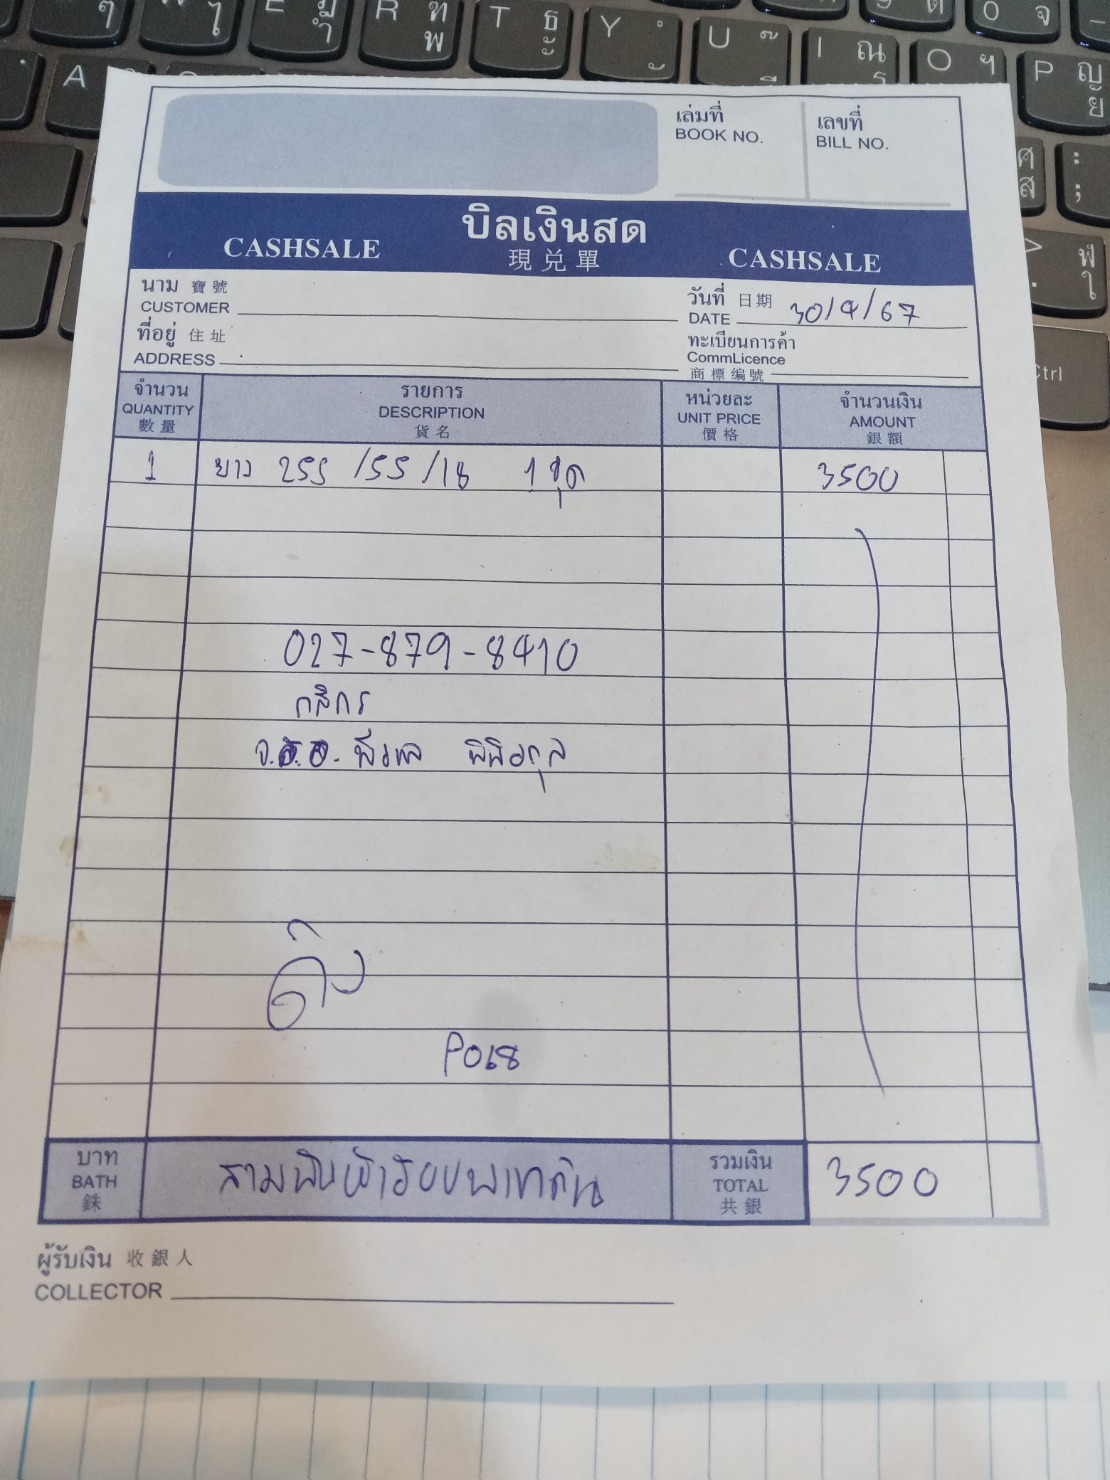 เล่มที่ เลขที่
BOOK NO. BILL NO.
บิลเงินสด
CASHSALE 現兑單 CASHSALE
นาม 寶號 วันที่ 日期
CUSTOMER DATE 30/9/67
ที่อยู่ 住址 ทะเบียนการค้า
ADDRESS CommLicence
商標編號
จำนวน รายการ หน่วยละ จำนวนเงิน
QUANTITY DESCRIPTION UNIT PRICE AMOUNT
數量 貨名 價格 銀額
1 ยาง 255/55/18 1 ชุด 3500
027-879-8410
กสิกร
P068
บาท สามพันห้าร้อยบาทถ้วน รวมเงิน 3500
BATH TOTAL
銖 共銀
ผู้รับเงิน 收銀人
COLLECTOR
Q W E R T Y U I O P
A
Ctrl